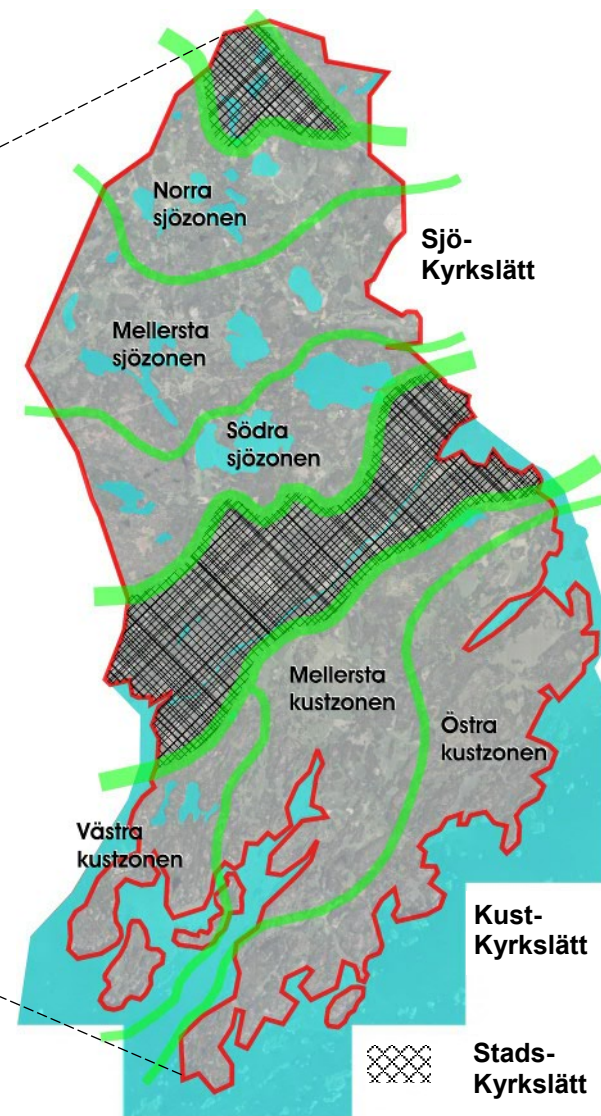 Norra
sjözonen
Sjö-
Kyrkslätt
Mellersta
sjözonen
Södra
sjözonen
Mellersta
kustzonen
Östra
kustzonen
Västra
kustzonen
Kust-
Kyrkslätt
Stads-
Kyrkslätt